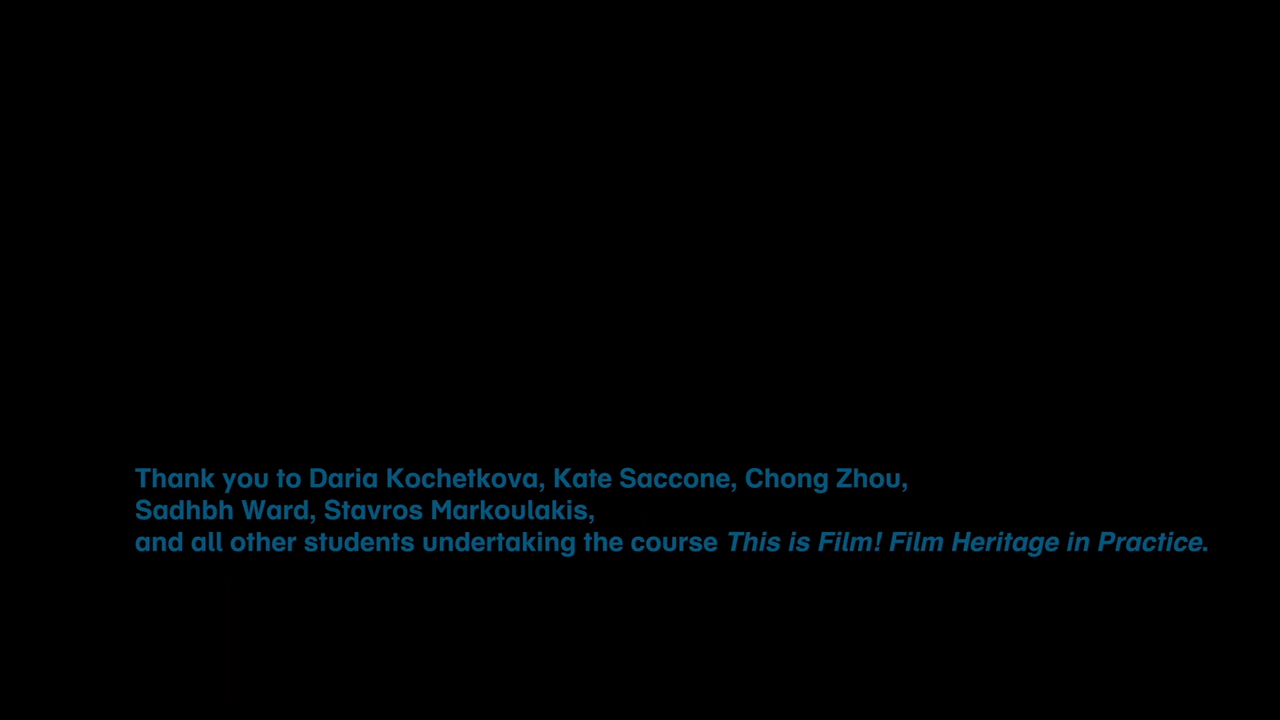 Thank you to Daria Kochetkova, Kate Saccone, Chong Zhou,
Sadhbh Ward, Stavros Markoulakis,
and all other students undertaking the course This is Film! Film Heritage in Practice.